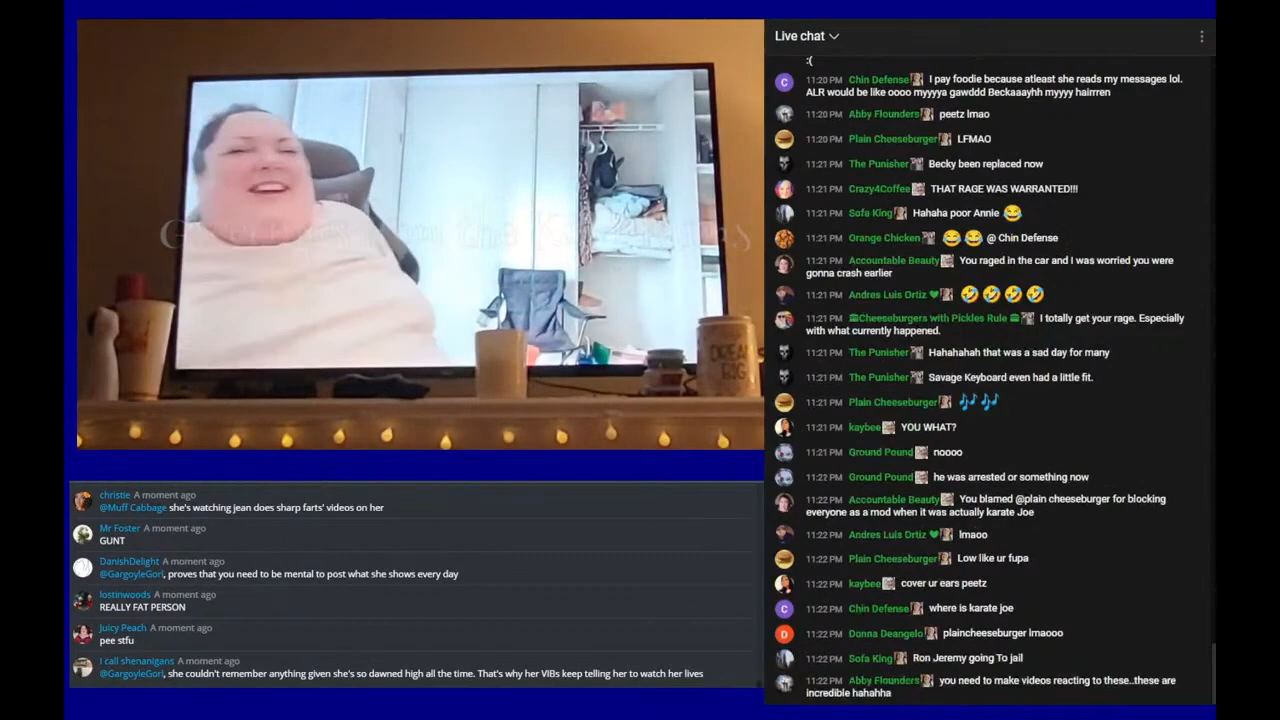 Live chat
:(
11:20 PM Chin Defense I pay foodie because atleast she reads my messages lol.
ALR would be like oooo myyyya gawddd Beckaaayhh myyyy hairrren
11:20 PM Abby Flounders peetz lmao
11:20 PM Plain Cheeseburger LFMAO
11:21 PM The Punisher Becky been replaced now
11:21 PM Crazy4Coffee THAT RAGE WAS WARRANTED!!!
11:21 PM Sofa King Hahaha poor Annie 😂
11:21 PM Orange Chicken 😂 😂 @ Chin Defense
11:21 PM Accountable Beauty You raged in the car and I was worried you were
gonna crash earlier
11:21 PM Andres Luis Ortiz 💚 🤣 🤣 🤣 🤣
11:21 PM 🍔Cheeseburgers with Pickles Rule 🍔 I totally get your rage. Especially
with what currently happened.
11:21 PM The Punisher Hahahahah that was a sad day for many
11:21 PM The Punisher Savage Keyboard even had a little fit.
11:21 PM Plain Cheeseburger 🎶 🎶
11:21 PM kaybee YOU WHAT?
11:21 PM Ground Pound noooo
11:22 PM Ground Pound he was arrested or something now
11:22 PM Accountable Beauty You blamed @plain cheeseburger for blocking
everyone as a mod when it was actually karate Joe
11:22 PM Andres Luis Ortiz 💚 lmaoo
11:22 PM Plain Cheeseburger Low like ur fupa
11:22 PM kaybee cover ur ears peetz
11:22 PM Chin Defense where is karate joe
11:22 PM Donna Deangelo plaincheeseburger lmaooo
11:22 PM Sofa King Ron Jeremy going To jail
11:22 PM Abby Flounders you need to make videos reacting to these..these are
incredible hahahha
DREAM
BIG
christie A moment ago
@Muff Cabbage she's watching jean does sharp farts' videos on her
Mr Foster A moment ago
GUNT
DanishDelight A moment ago
@GargoyleGorl, proves that you need to be mental to post what she shows every day
lostinwoods A moment ago
REALLY FAT PERSON
Juicy Peach A moment ago
pee stfu
I call shenanigans A moment ago
@GargoyleGorl, she couldn't remember anything given she's so dawned high all the time. That's why her VIBs keep telling her to watch her lives